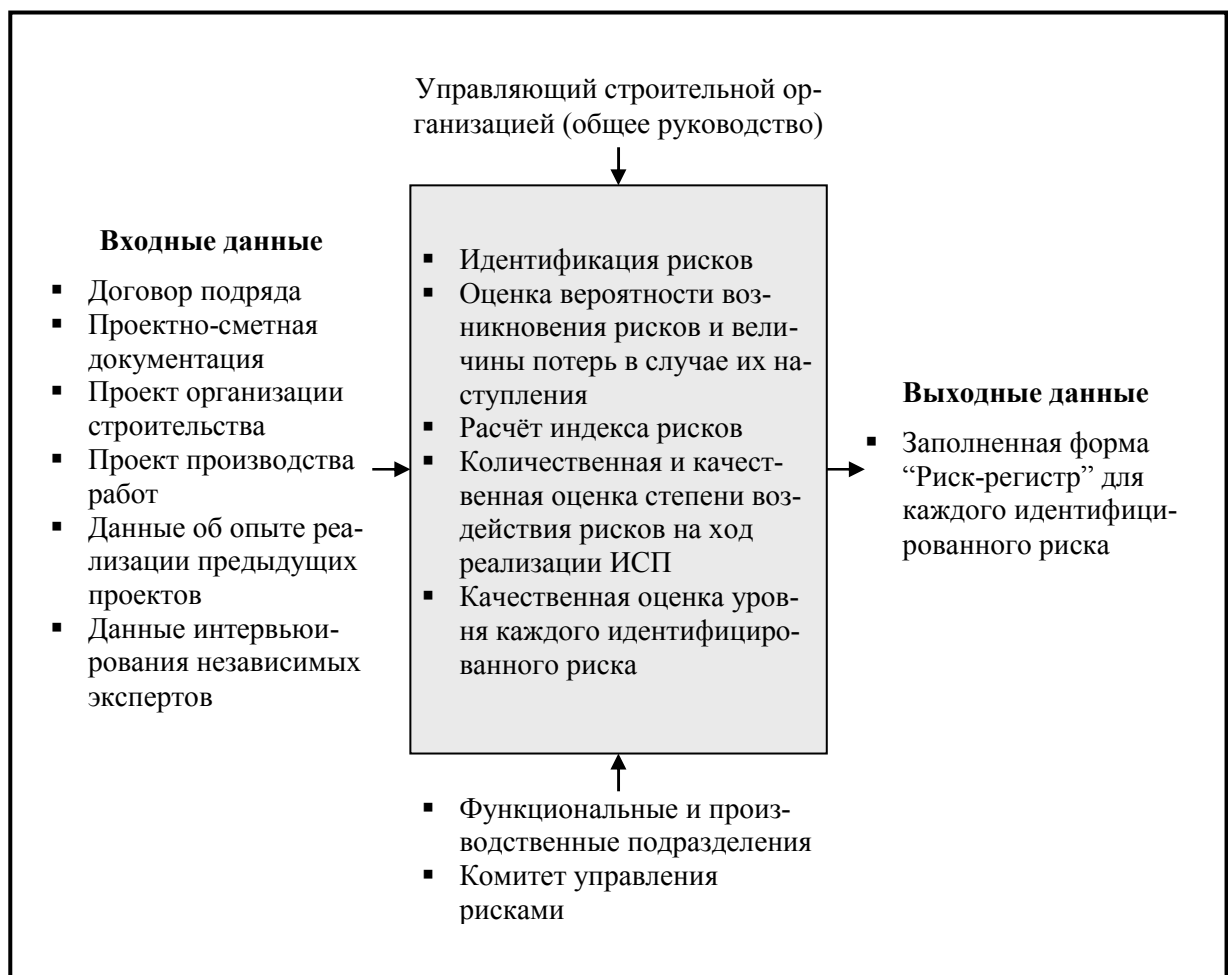 Управляющий строительной ор-
ганизацией (общее руководство)
Входные данные
▪ Договор подряда
▪ Проектно-сметная
документация
▪ Проект организации
строительства
▪ Проект производства
работ
▪ Данные об опыте реа-
лизации предыдущих
проектов
▪ Данные интервьюи-
рования независимых
экспертов
▪ Идентификация рисков
▪ Оценка вероятности воз-
никновения рисков и вели-
чины потерь в случае их на-
ступления
▪ Расчёт индекса рисков
▪ Количественная и качест-
венная оценка степени воз-
действия рисков на ход
реализации ИСП
▪ Качественная оценка уров-
ня каждого идентифициро-
ванного риска
Выходные данные
▪ Заполненная форма
“Риск-регистр” для
каждого идентифици-
рованного риска
▪ Функциональные и произ-
водственные подразделения
▪ Комитет управления
рисками